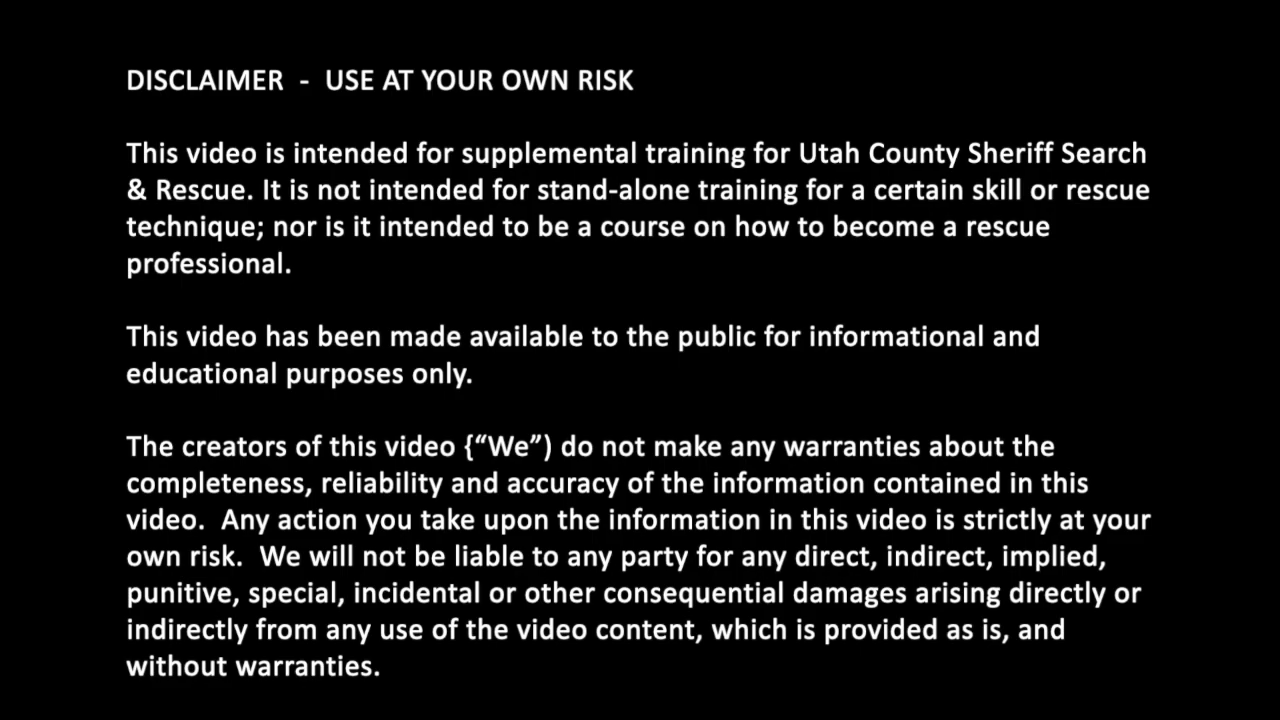 DISCLAIMER  -  USE AT YOUR OWN RISK
This video is intended for supplemental training for Utah County Sheriff Search
& Rescue. It is not intended for stand-alone training for a certain skill or rescue
technique; nor is it intended to be a course on how to become a rescue
professional.
This video has been made available to the public for informational and
educational purposes only.
The creators of this video {“We”) do not make any warranties about the
completeness, reliability and accuracy of the information contained in this
video.  Any action you take upon the information in this video is strictly at your
own risk.  We will not be liable to any party for any direct, indirect, implied,
punitive, special, incidental or other consequential damages arising directly or
indirectly from any use of the video content, which is provided as is, and
without warranties.